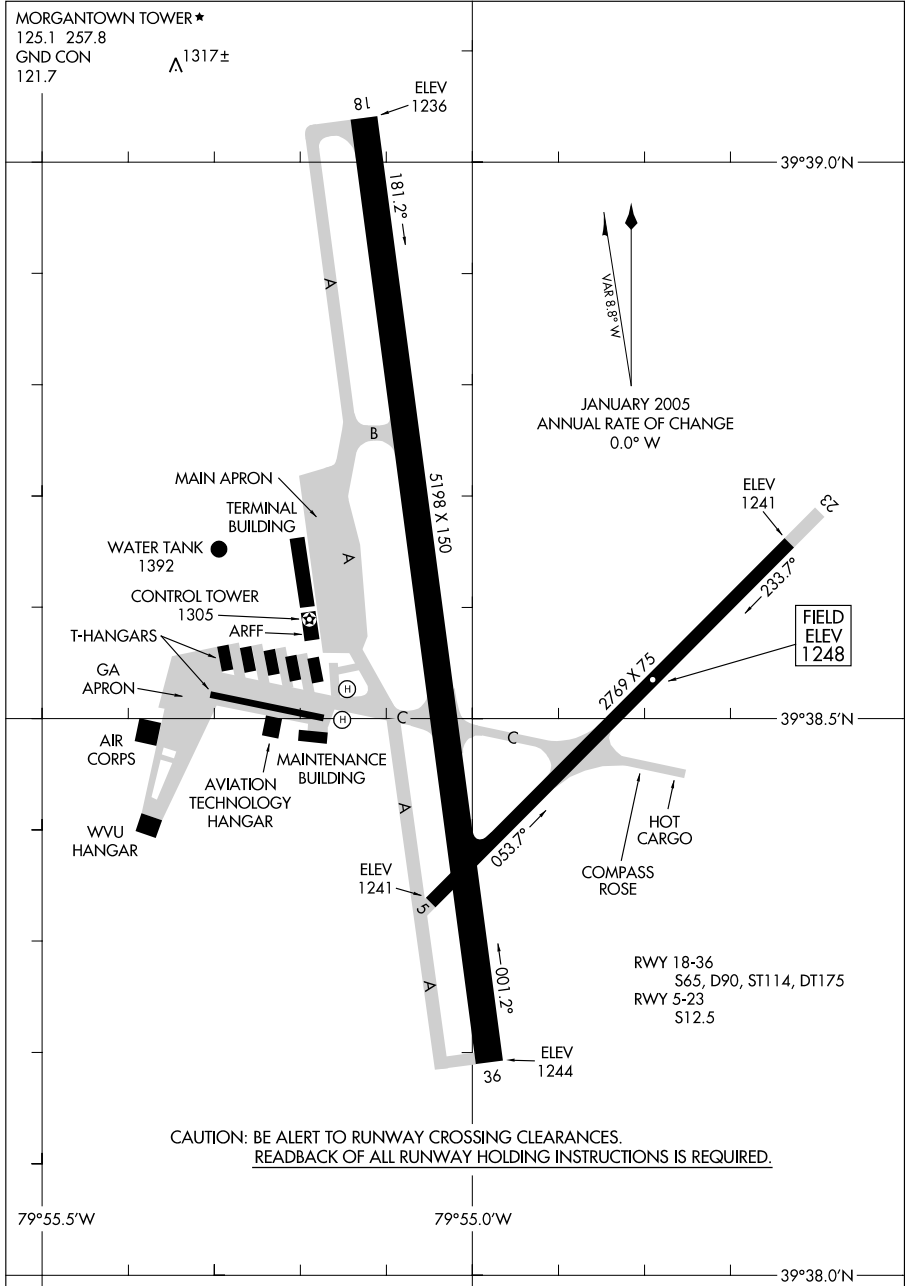 MORGANTOWN TOWER★
125.1 257.8
GND CON
121.7
1317±
ELEV
1236
18
39°39.0'N
181.2°
A
VAR 8.8° W
JANUARY 2005
ANNUAL RATE OF CHANGE
0.0° W
B
MAIN APRON
5198 X 150
ELEV
1241
23
TERMINAL
BUILDING
WATER TANK
1392
A
233.7°
CONTROL TOWER
1305
ARFF
FIELD
ELEV
1248
T-HANGARS
GA
APRON
2769 X 75
H
H
C
C
39°38.5'N
AIR
CORPS
MAINTENANCE
BUILDING
AVIATION
TECHNOLOGY
HANGAR
A
HOT
CARGO
WVU
HANGAR
053.7°
COMPASS
ROSE
ELEV
1241
5
RWY 18-36
S65, D90, ST114, DT175
RWY 5-23
S12.5
A
001.2°
ELEV
1244
36
CAUTION: BE ALERT TO RUNWAY CROSSING CLEARANCES.
READBACK OF ALL RUNWAY HOLDING INSTRUCTIONS IS REQUIRED.
79°55.5'W
79°55.0'W
39°38.0'N